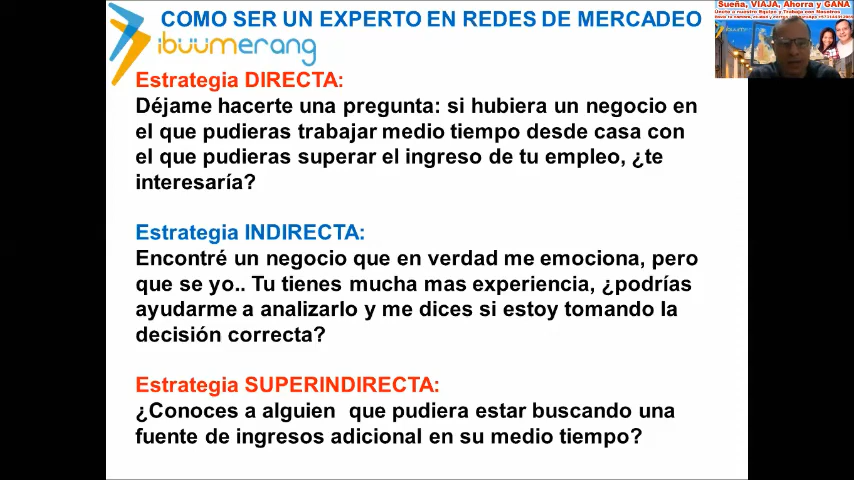 COMO SER UN EXPERTO EN REDES DE MERCADEO
ibüümerang
Sueña, VIAJA, Ahorra y GANA
Estrategia DIRECTA:
Déjame hacerte una pregunta: si hubiera un negocio en
el que pudieras trabajar medio tiempo desde casa con
el que pudieras superar el ingreso de tu empleo, ¿te
interesaría?
Estrategia INDIRECTA:
Encontré un negocio que en verdad me emociona, pero
que se yo.. Tu tienes mucha mas experiencia, ¿podrías
ayudarme a analizarlo y me dices si estoy tomando la
decisión correcta?
Estrategia SUPERINDIRECTA:
¿Conoces a alguien que pudiera estar buscando una
fuente de ingresos adicional en su medio tiempo?